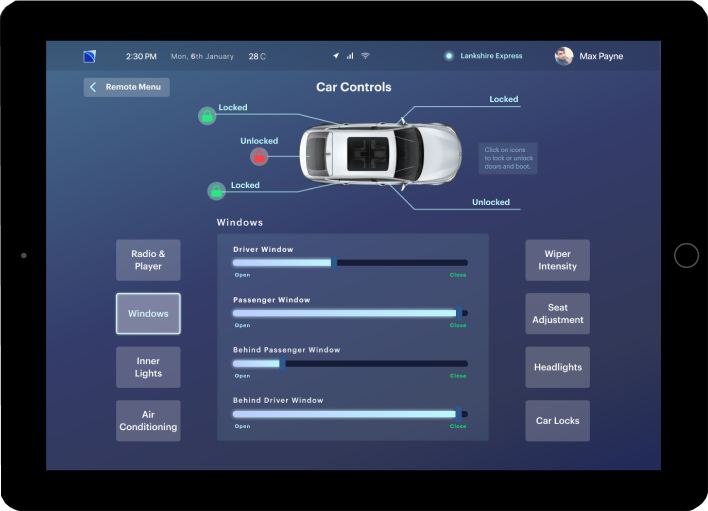 2:30 PM Mon, 6th January 28 C Lankshire Express Max Payne
Remote Menu
Car Controls
Locked
Locked
Unlocked
Click on icons
to lock or unlock
doors and boot.
Locked
Unlocked
Windows
Radio &
Player
Windows
Inner
Lights
Air
Conditioning
Driver Window
Open Close
Passenger Window
Open Close
Behind Passenger Window
Open Close
Behind Driver Window
Open Close
Wiper
Intensity
Seat
Adjustment
Headlights
Car Locks